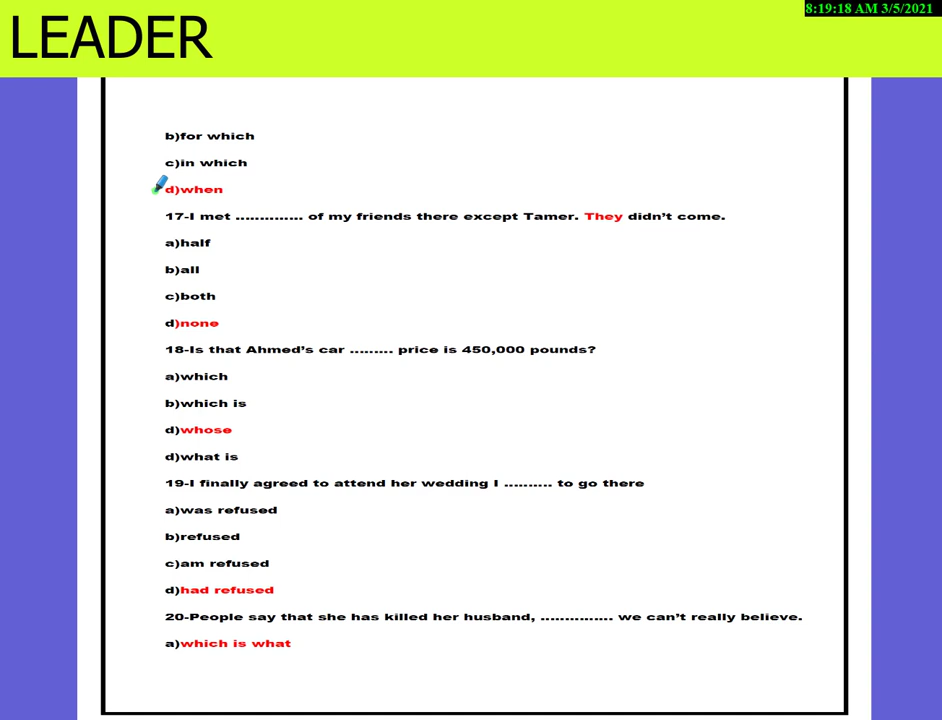 LEADER
8:19:18 AM 3/5/2021
b)for which
c)in which
d)when
17-I met .............. of my friends there except Tamer. They didn’t come.
a)half
b)all
c)both
d)none
18-Is that Ahmed’s car ......... price is 450,000 pounds?
a)which
b)which is
d)whose
d)what is
19-I finally agreed to attend her wedding I .......... to go there
a)was refused
b)refused
c)am refused
d)had refused
20-People say that she has killed her husband, ............... we can’t really believe.
a)which is what